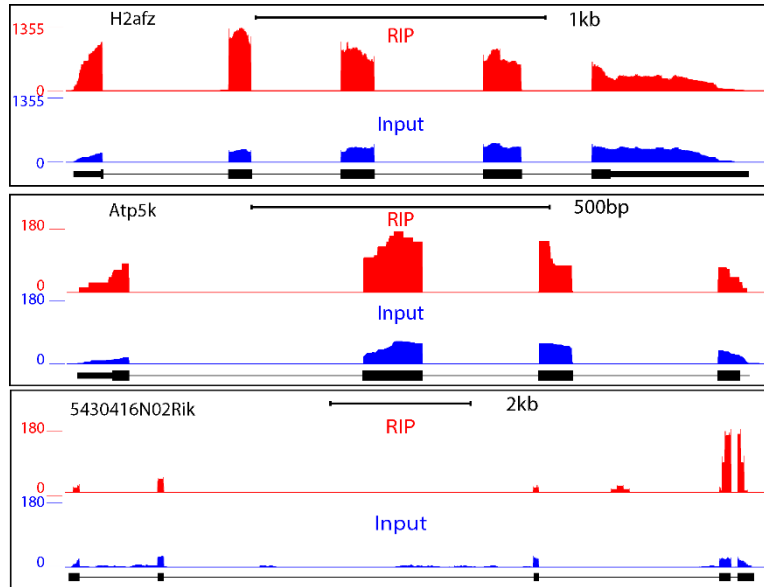 H2afz
1kb
1355
RIP
0
1355
Input
0
Atp5k
500bp
180
RIP
0
180
Input
0
5430416N02Rik
2kb
180
RIP
0
180
Input
0